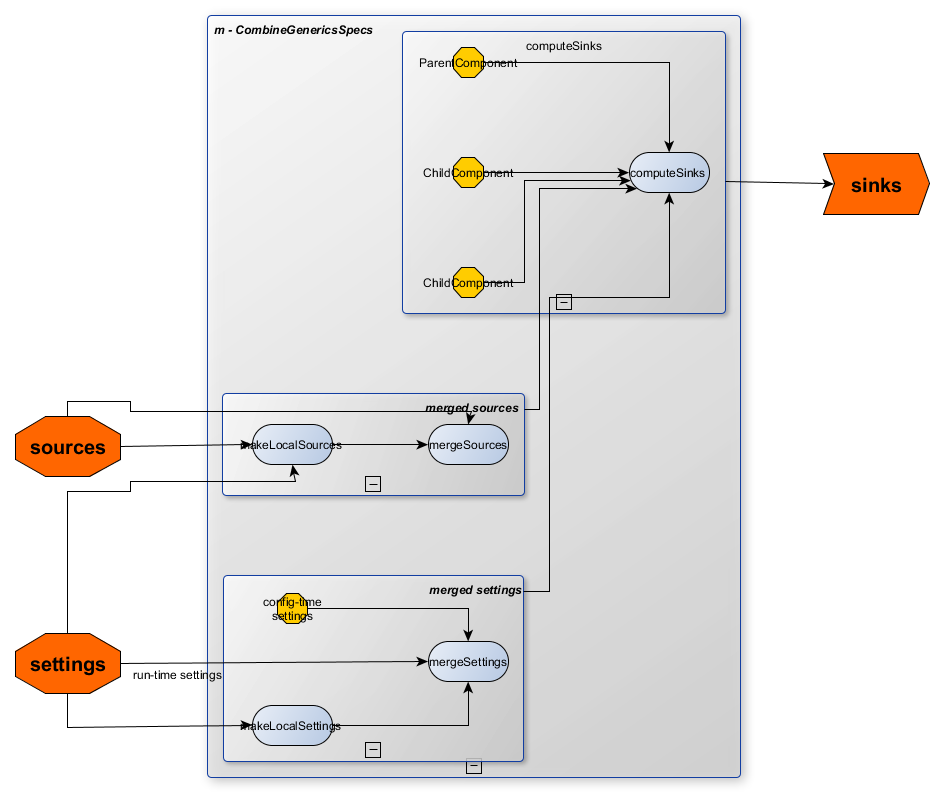 m - CombineGenericsSpecs
computeSinks
ParentComponent
ChildComponent
computeSinks
sinks
ChildComponent
merged sources
sources
makeLocalSources
mergeSources
merged settings
config-time
settings
settings
mergeSettings
run-time settings
makeLocalSettings